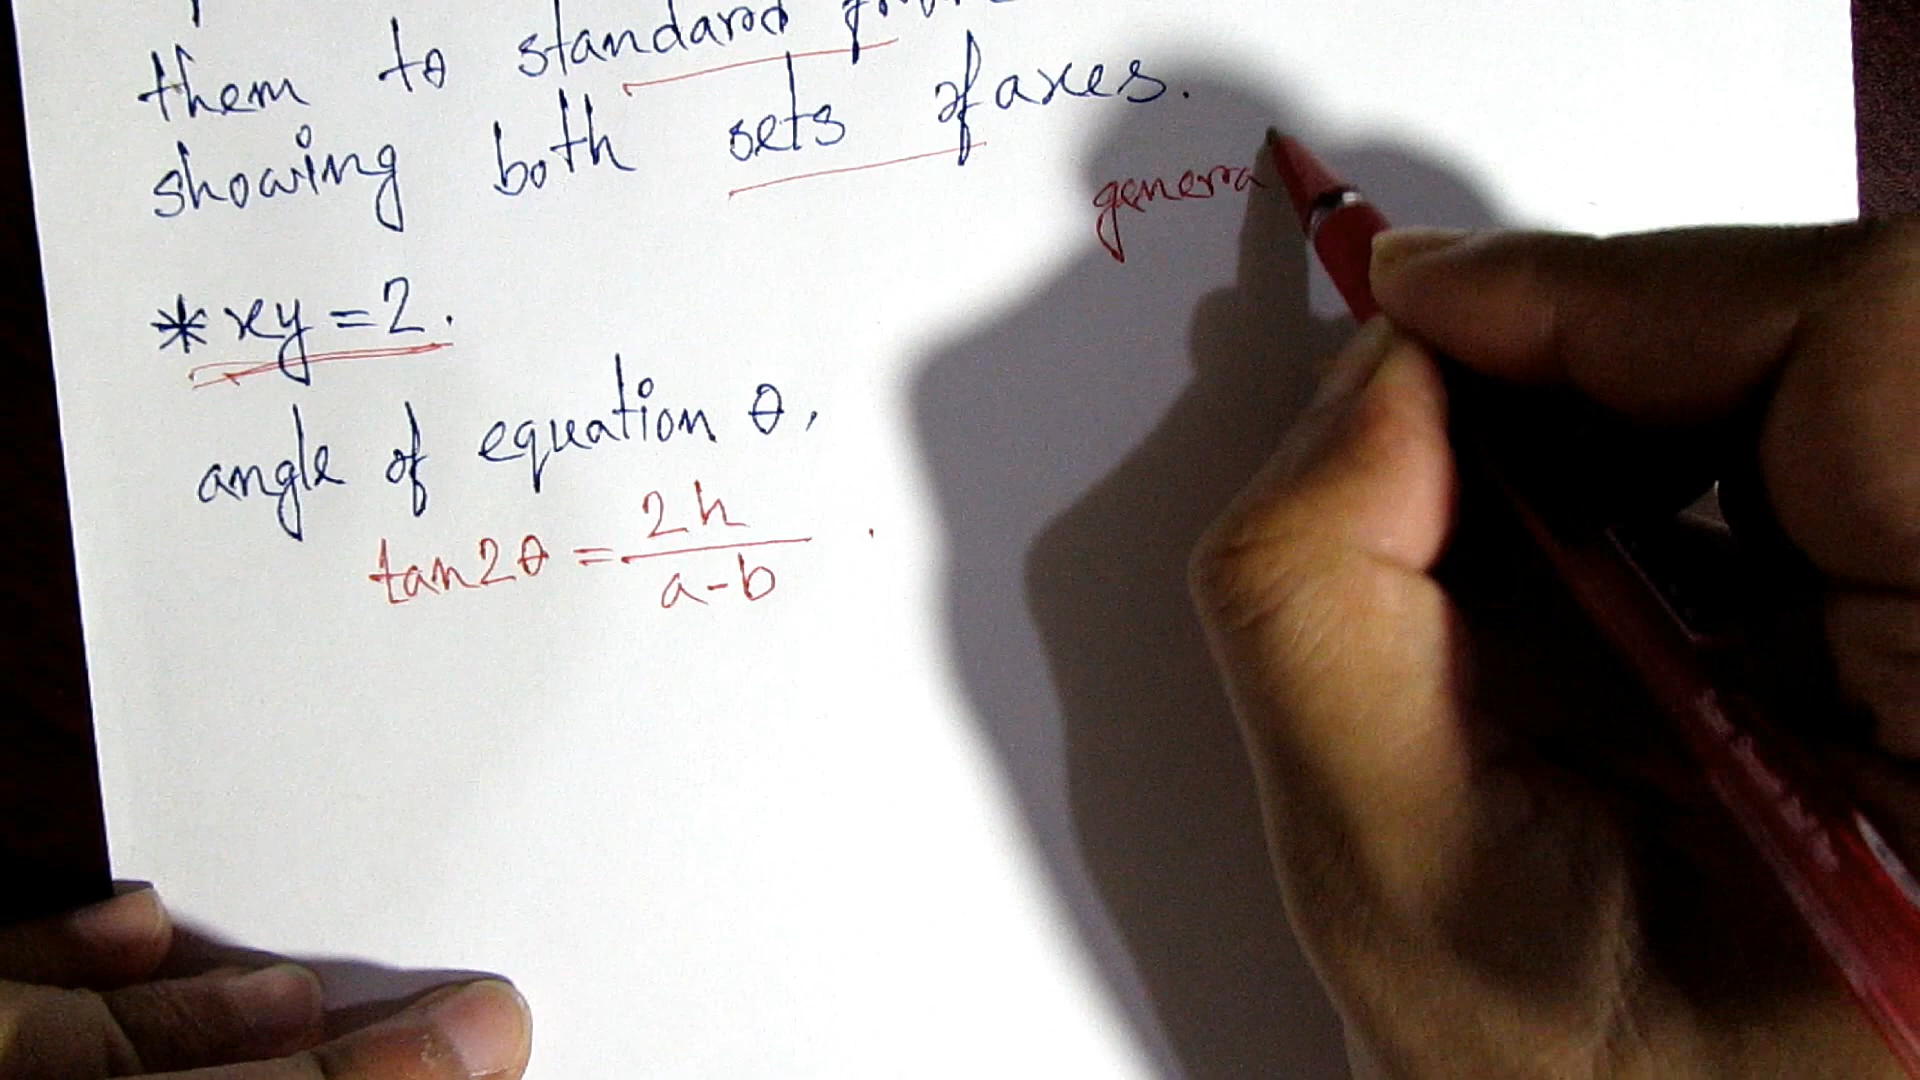 them to standard
showing both sets of axes.
genera
* xy = 2.
angle of equation θ,
tan2θ = 2h / a-b .